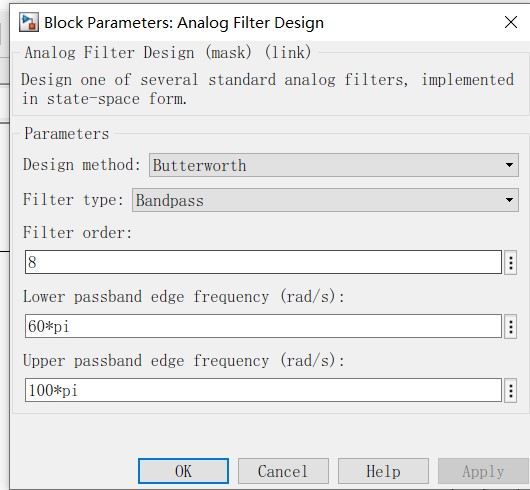 Block Parameters: Analog Filter Design
Analog Filter Design (mask) (link)
Design one of several standard analog filters, implemented
in state-space form.
Parameters
Design method: Butterworth
Filter type: Bandpass
Filter order:
8
Lower passband edge frequency (rad/s):
60*pi
Upper passband edge frequency (rad/s):
100*pi
OK Cancel Help Apply